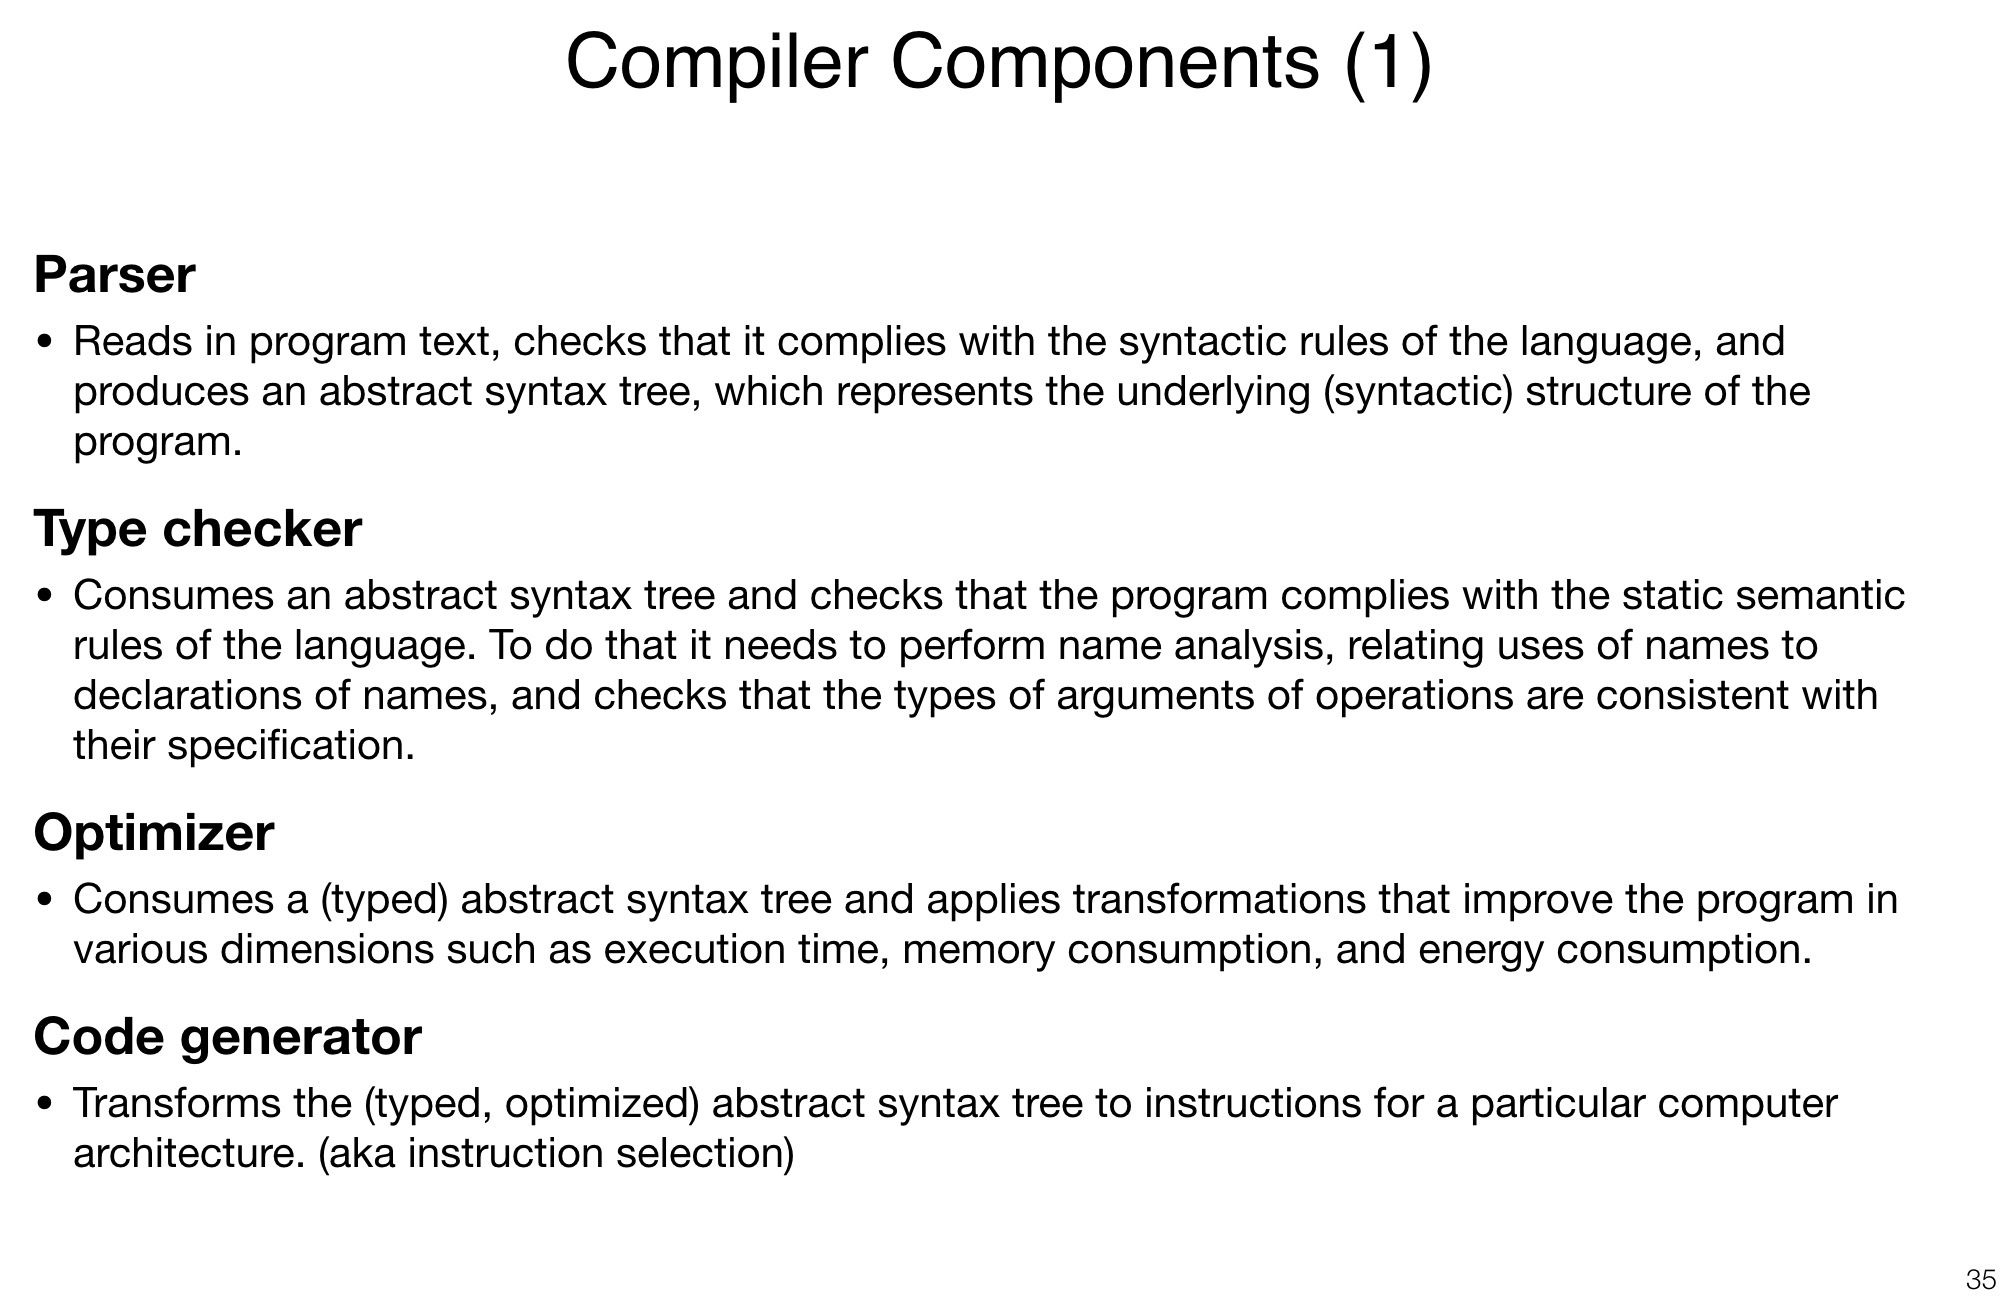 Compiler Components (1)
Parser
• Reads in program text, checks that it complies with the syntactic rules of the language, and
produces an abstract syntax tree, which represents the underlying (syntactic) structure of the
program.
Type checker
• Consumes an abstract syntax tree and checks that the program complies with the static semantic
rules of the language. To do that it needs to perform name analysis, relating uses of names to
declarations of names, and checks that the types of arguments of operations are consistent with
their specification.
Optimizer
• Consumes a (typed) abstract syntax tree and applies transformations that improve the program in
various dimensions such as execution time, memory consumption, and energy consumption.
Code generator
• Transforms the (typed, optimized) abstract syntax tree to instructions for a particular computer
architecture. (aka instruction selection)
35